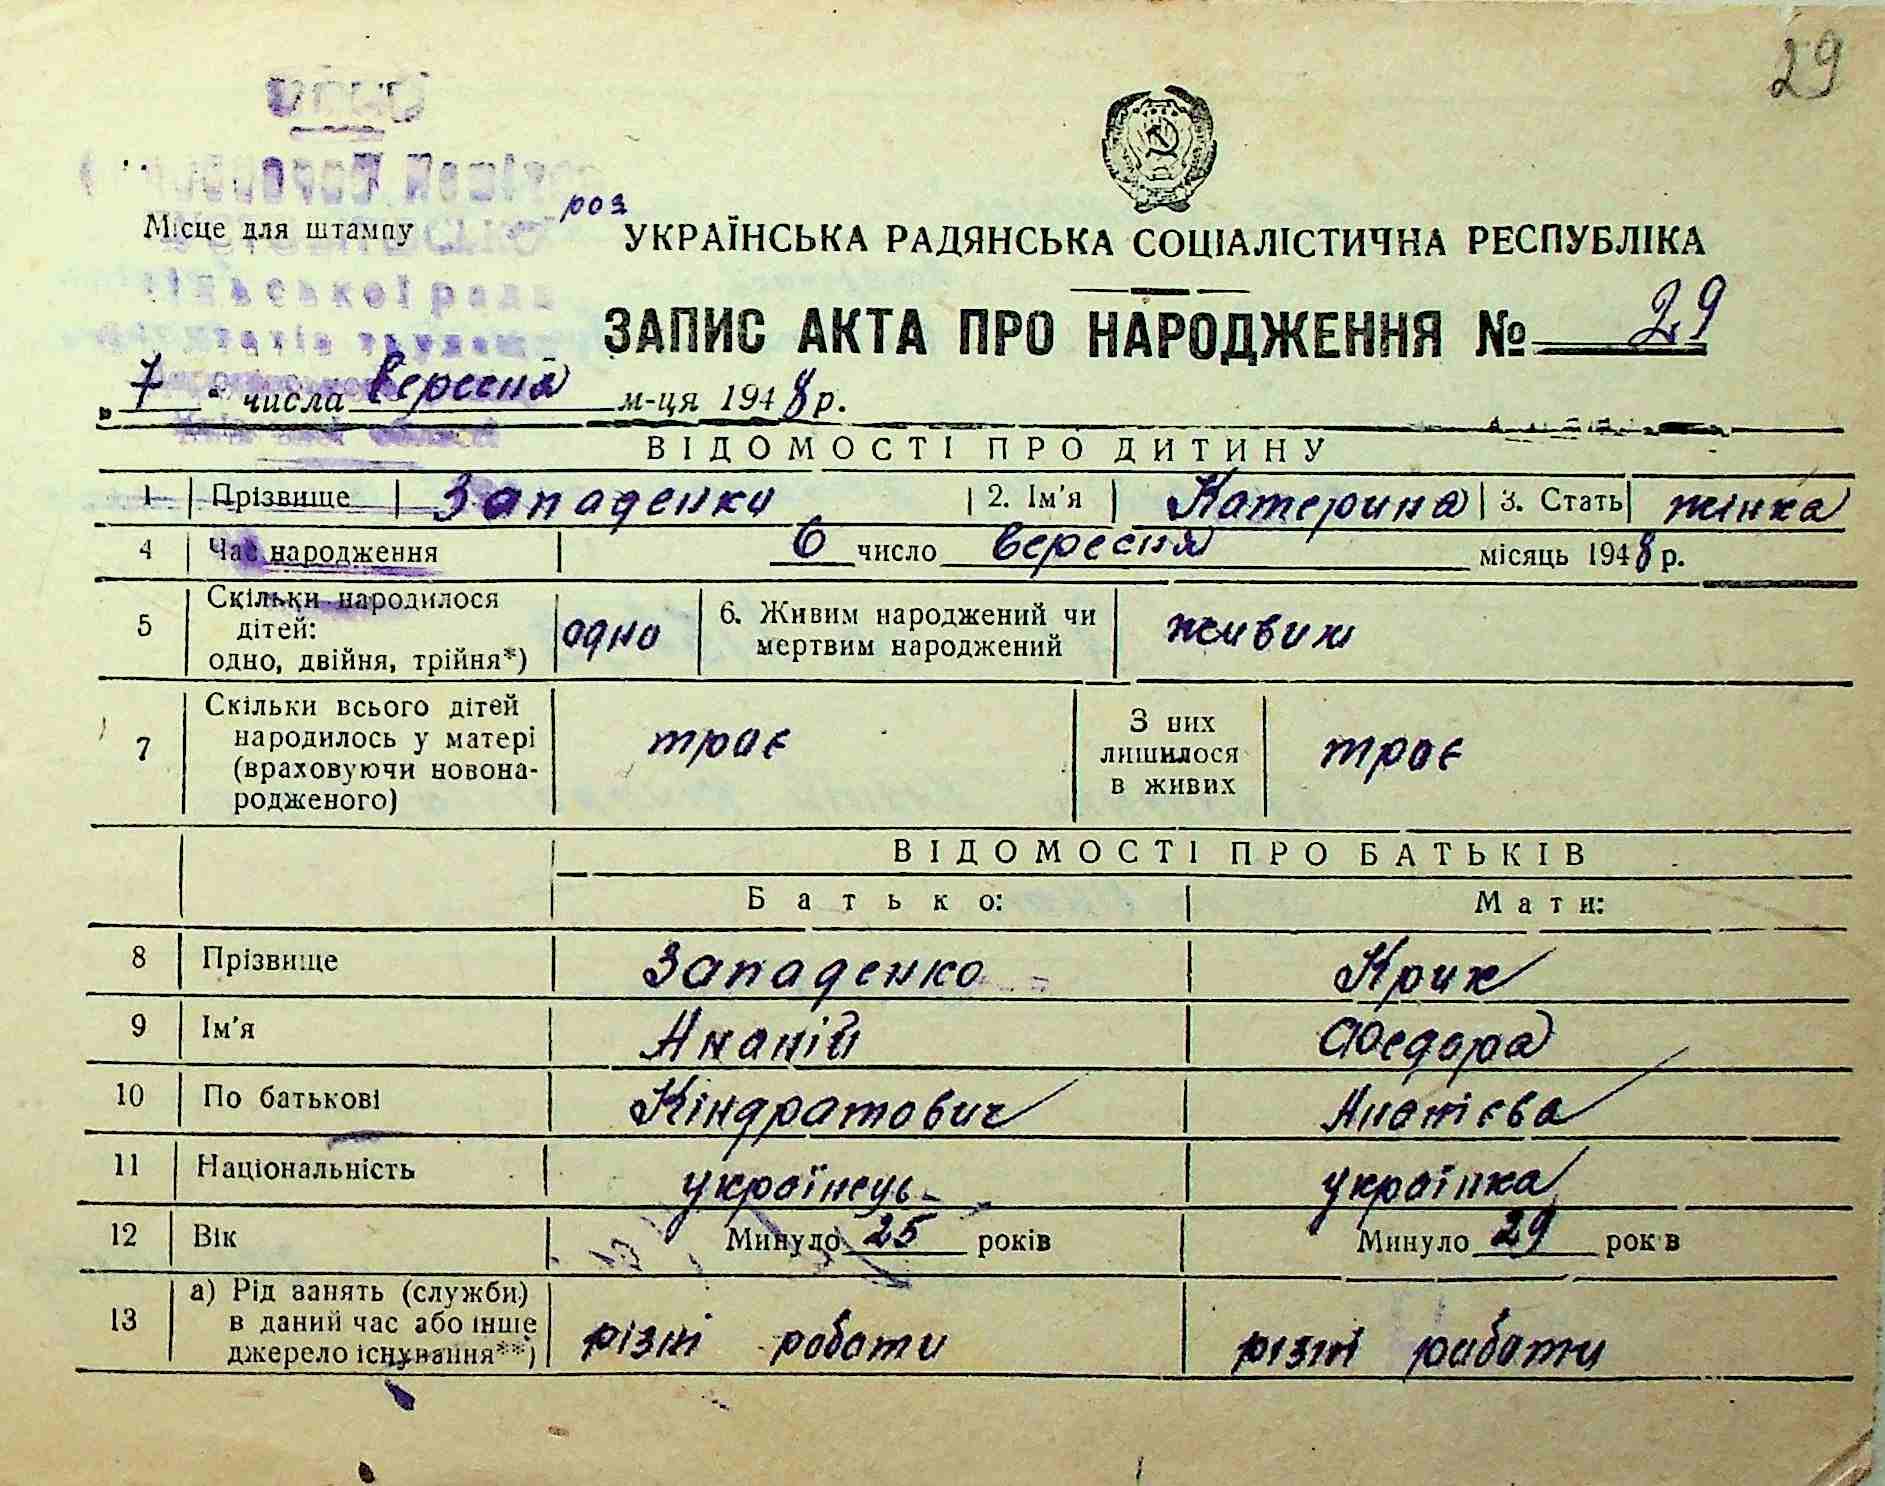 29
роз
Місце для штампу
УКРАЇНСЬКА РАДЯНСЬКА СОЦІАЛІСТИЧНА РЕСПУБЛІКА
ЗАПИС АКТА ПРО НАРОДЖЕННЯ № 29
„ 7 “ числа вересня м-ця 1948 р.
ВІДОМОСТІ ПРО ДИТИНУ
1 Прізвище Западенко 2. Ім'я Катерина 3. Стать жінка
4 Час народження 6 число вересня місяць 1948 р.
5 Скільки народилося дітей: одно, двійня, трійня*) одно 6. Живим народжений чи мертвим народжений живим
7 Скільки всього дітей народилось у матері (враховуючи новона-родженого) троє З них лишилося в живих троє
ВІДОМОСТІ ПРО БАТЬКІВ
Батько: Мати:
8 Прізвище Западенко Крик
9 Ім'я Ананій Федора
10 По батькові Кіндратович Ананієва
11 Національність українець українка
12 Вік Минуло 25 років Минуло 29 рок в
13 а) Рід занять (служби) в даний час або інше джерело існування**) різні роботи різні работи